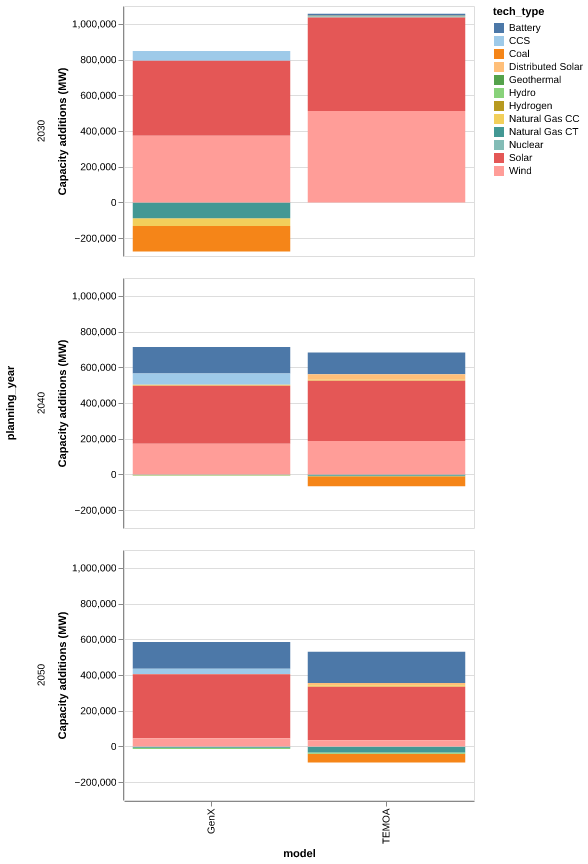 tech_type
Battery
CCS
Coal
Distributed Solar
Geothermal
Hydro
Hydrogen
Natural Gas CC
Natural Gas CT
Nuclear
Solar
Wind
planning_year
2030
Capacity additions (MW)
1,000,000
800,000
600,000
400,000
200,000
0
−200,000
2040
Capacity additions (MW)
1,000,000
800,000
600,000
400,000
200,000
0
−200,000
2050
Capacity additions (MW)
1,000,000
800,000
600,000
400,000
200,000
0
−200,000
GenX
TEMOA
model